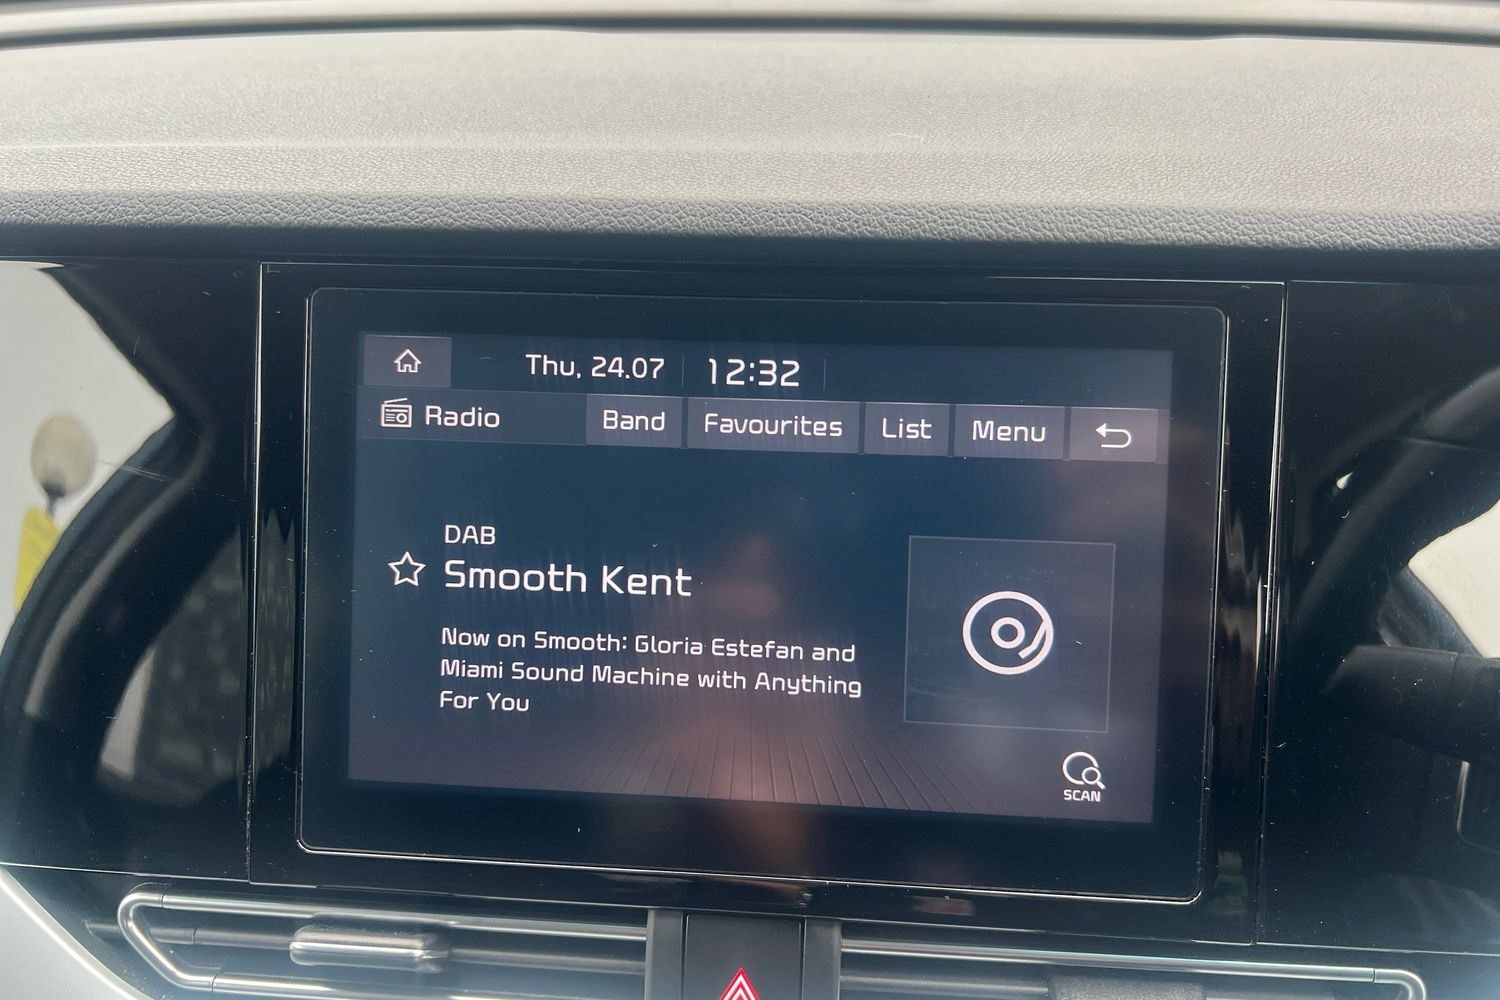 Thu, 24.07 12:32
Radio Band Favourites List Menu
DAB
Smooth Kent
Now on Smooth: Gloria Estefan and
Miami Sound Machine with Anything
For You
SCAN